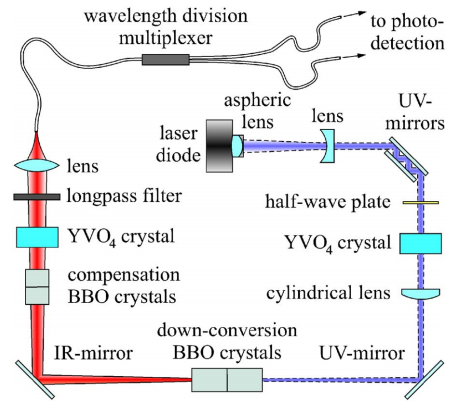 wavelength division
multiplexer
to photo-
detection
aspheric
lens
lens
UV-
mirrors
laser
diode
lens
longpass filter
half-wave plate
YVO₄ crystal
YVO₄ crystal
compensation
BBO crystals
cylindrical lens
down-conversion
BBO crystals
IR-mirror
UV-mirror